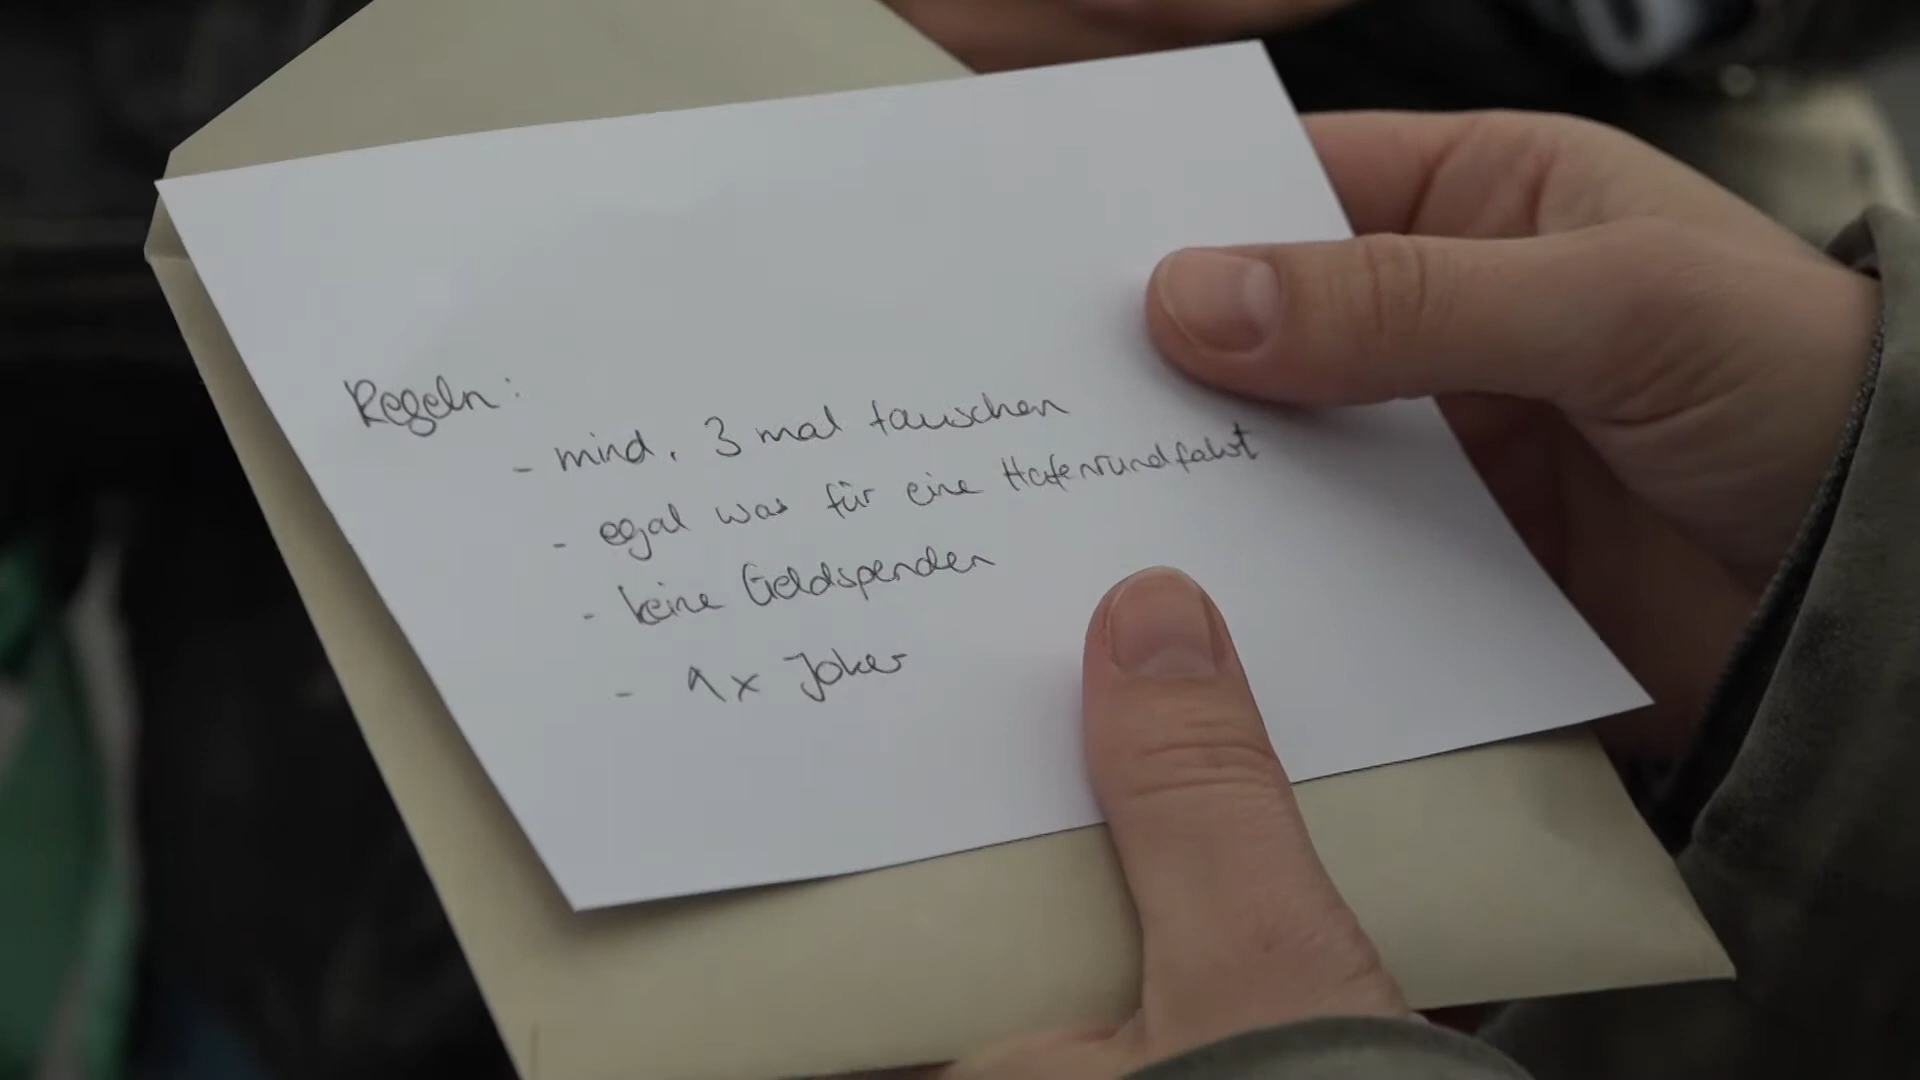 Regeln:
- mind. 3 mal tauschen
- egal was für eine Hafenrundfahrt
- keine Geldspenden
- 1x Joker